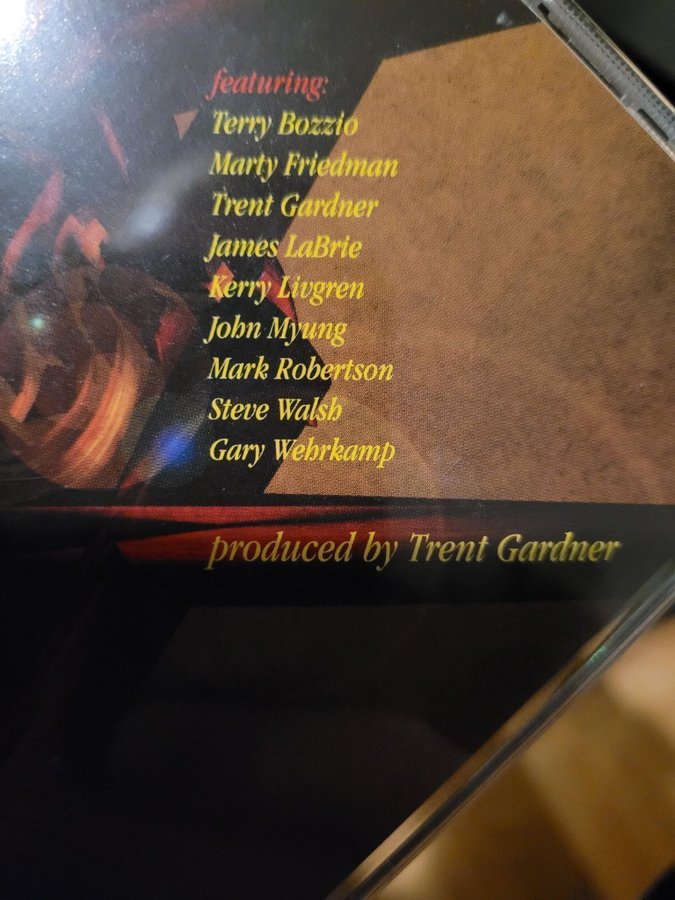 featuring:
Terry Bozzio
Marty Friedman
Trent Gardner
James LaBrie
Kerry Livgren
John Myung
Mark Robertson
Steve Walsh
Gary Wehrkamp
produced by Trent Gardner